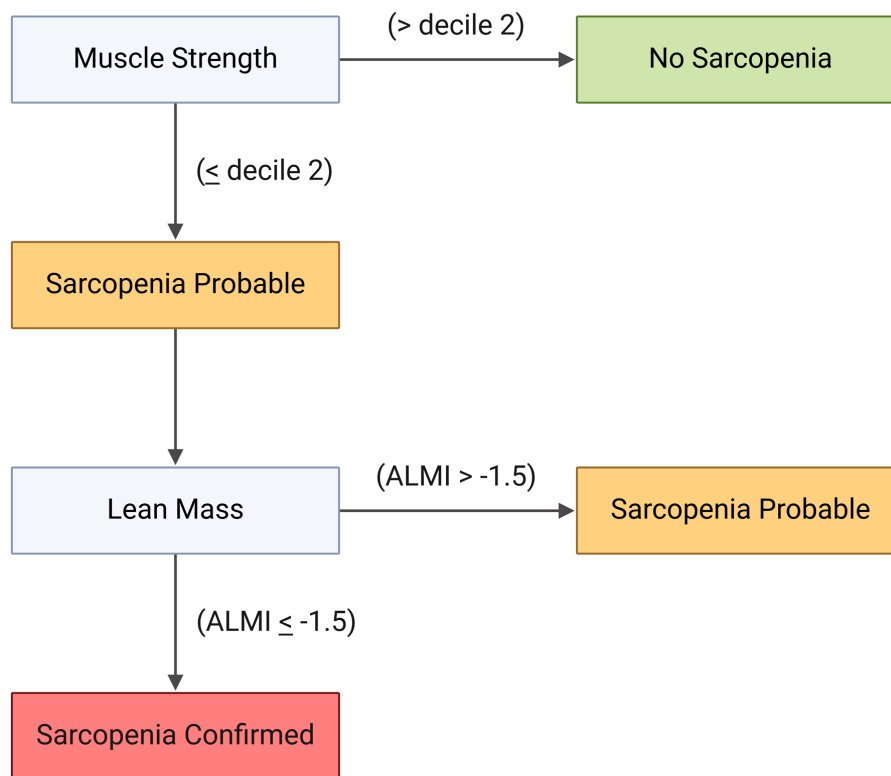 (> decile 2)
Muscle Strength
No Sarcopenia
(≤ decile 2)
Sarcopenia Probable
(ALMI > -1.5)
Lean Mass
Sarcopenia Probable
(ALMI ≤ -1.5)
Sarcopenia Confirmed